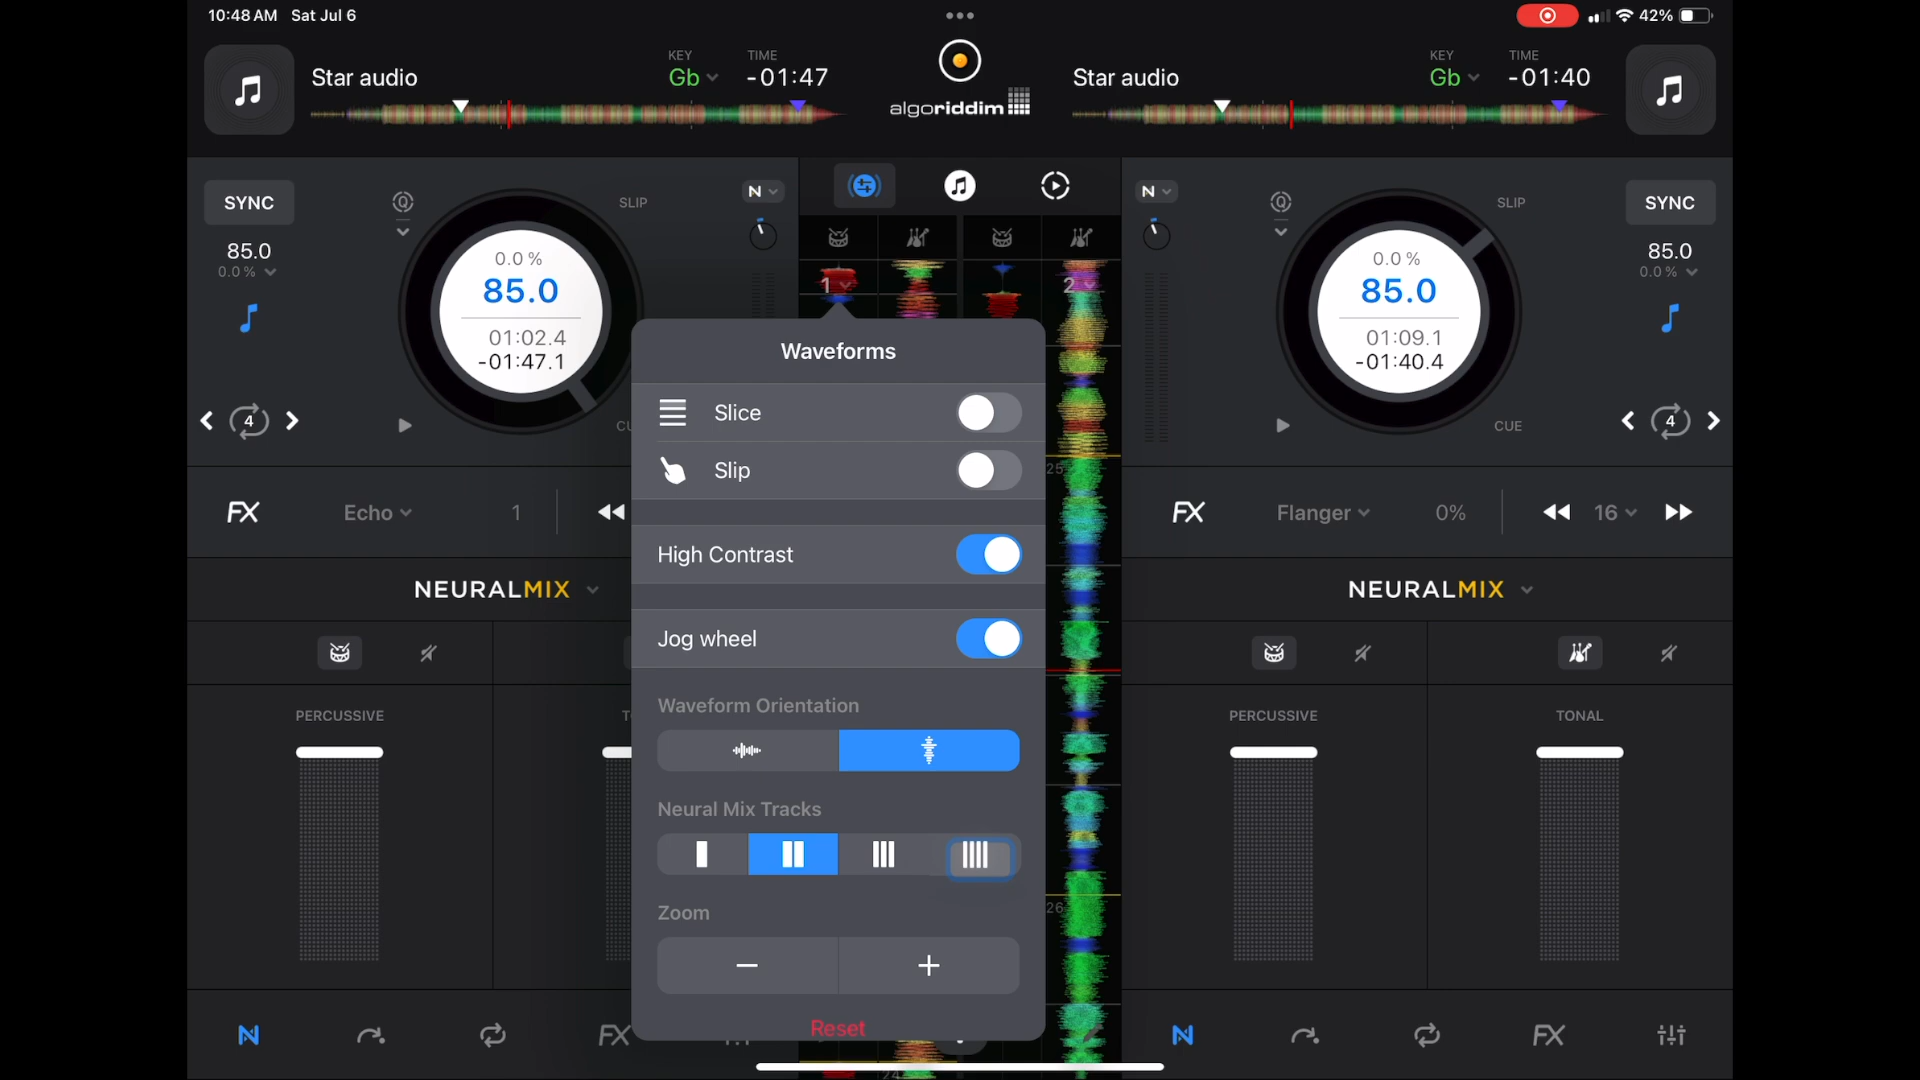 10:48 AM Sat Jul 6
42%
Star audio
KEY
Gb
TIME
-01:47
algoriddim
Star audio
KEY
Gb
TIME
-01:40
SYNC
85.0
0.0 %
Q
SLIP
N
0.0 %
85.0
01:02.4
-01:47.1
4
1
2
25
26
24
N
Q
SLIP
SYNC
85.0
0.0 %
0.0 %
85.0
01:09.1
-01:40.4
CUE
4
FX
Echo
1
FX
Flanger
0%
16
NEURALMIX
NEURALMIX
PERCUSSIVE
PERCUSSIVE
TONAL
Waveforms
Slice
Slip
High Contrast
Jog wheel
Waveform Orientation
Neural Mix Tracks
Zoom
Reset
N
FX
N
FX